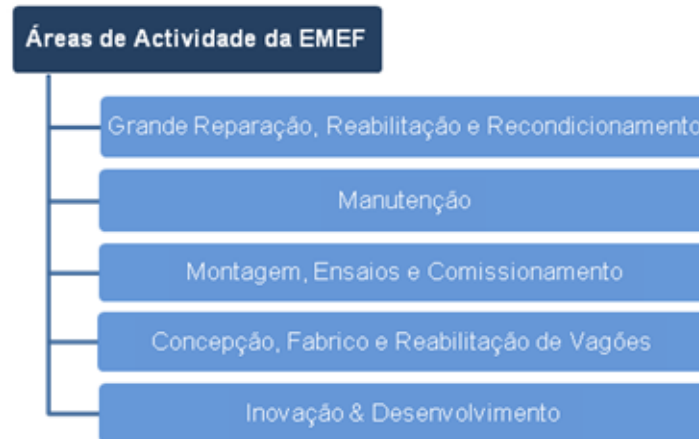 Áreas de Actividade da EMEF
Grande Reparação, Reabilitação e Recondicionamento
Manutenção
Montagem, Ensaios e Comissionamento
Concepção, Fabrico e Reabilitação de Vagões
Inovação & Desenvolvimento